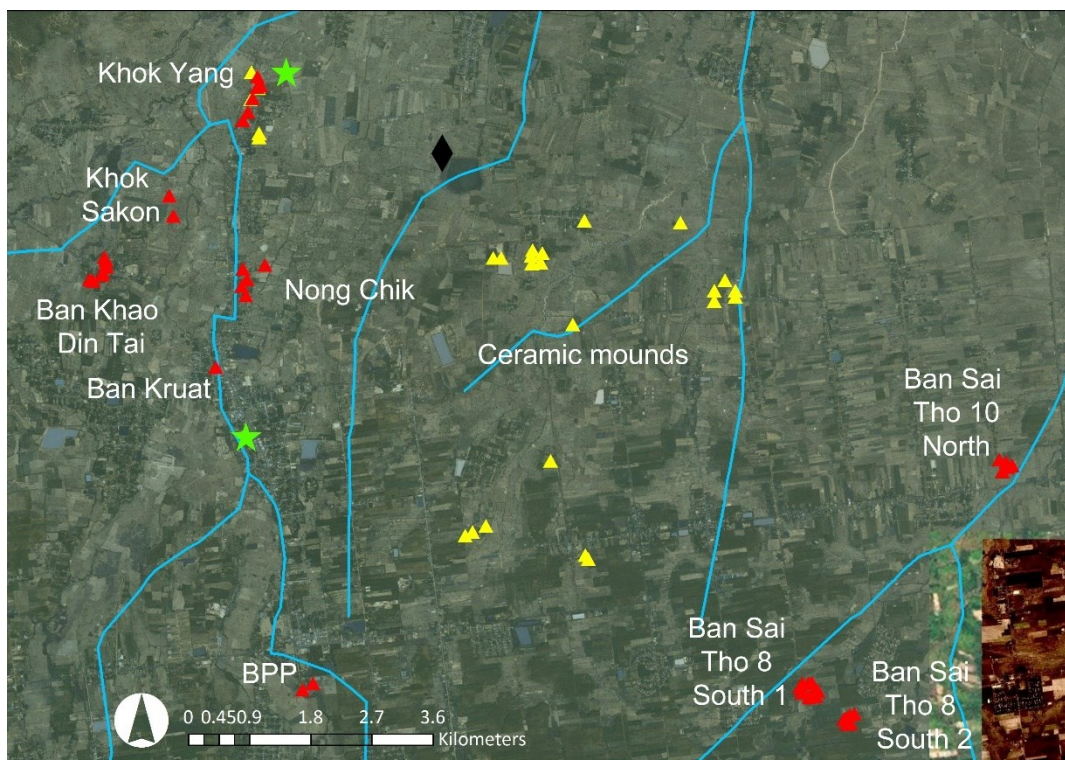 Khok Yang
Khok
Sakon
Ban Khao
Din Tai
Nong Chik
Ban Kruat
Ceramic mounds
Ban Sai
Tho 10
North
BPP
Ban Sai
Tho 8
South 1
Ban Sai
Tho 8
South 2
0 0.450.9 1.8 2.7 3.6
Kilometers